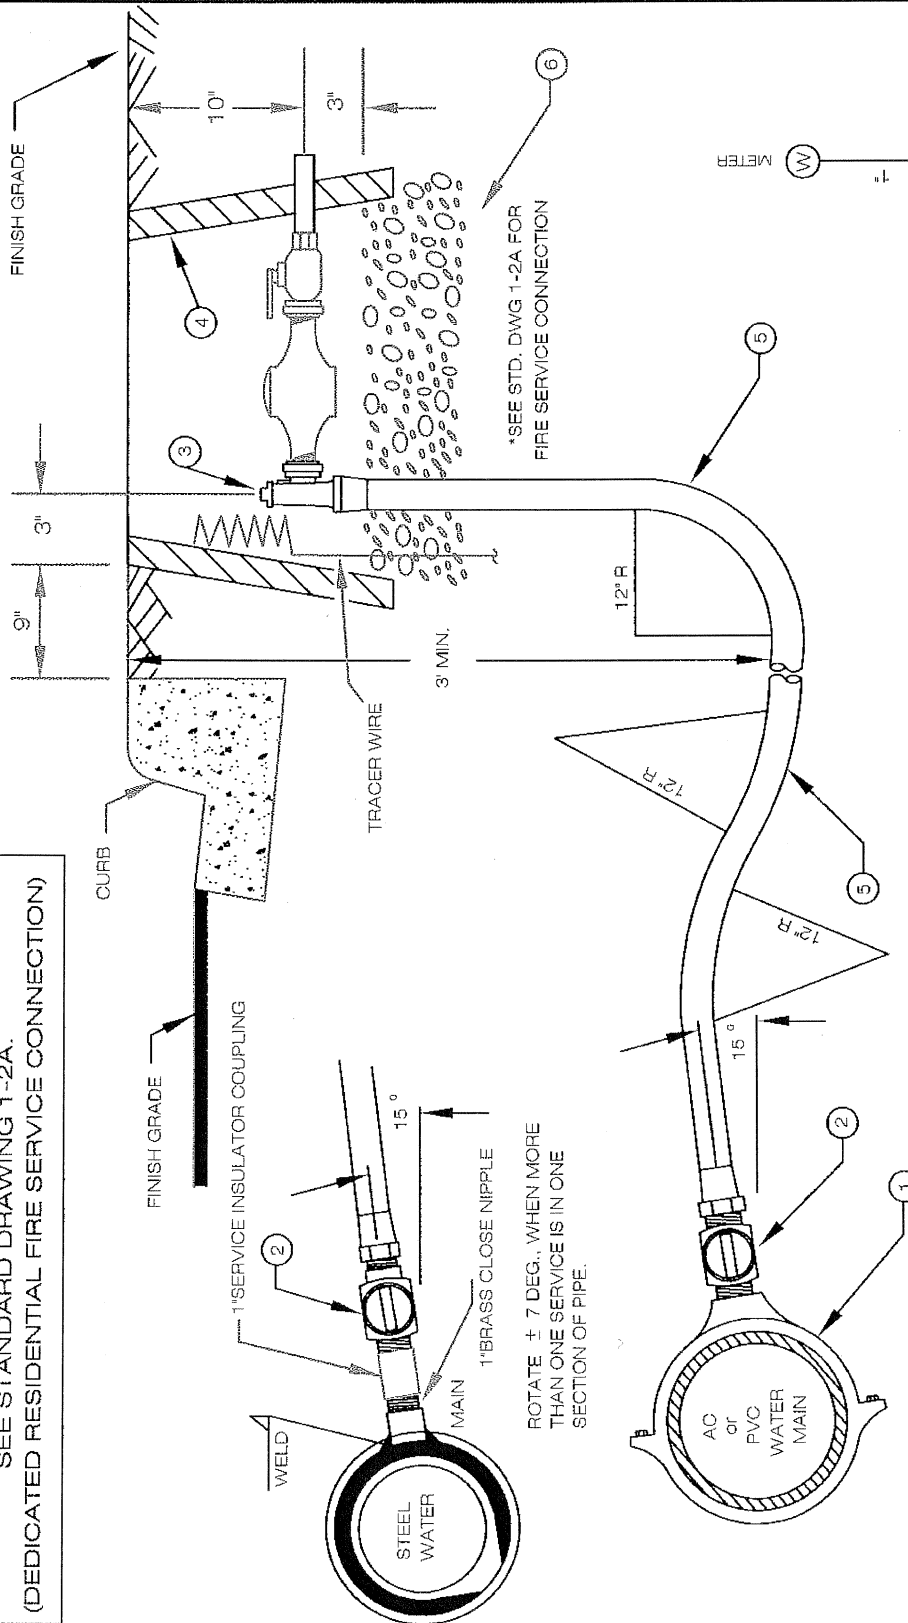 SEE STANDARD DRAWING 1-2A.
(DEDICATED RESIDENTIAL FIRE SERVICE CONNECTION)
FINISH GRADE
9"
3"
10"
3"
CURB
4
3
FINISH GRADE
TRACER WIRE
3' MIN.
6
*SEE STD. DWG 1-2A FOR
FIRE SERVICE CONNECTION
METER
W
1"
12" R
5
12" R
5
12" R
15°
2
1
AC
or
PVC
WATER
MAIN
1"SERVICE INSULATOR COUPLING
2
15°
WELD
STEEL
WATER
MAIN
1"BRASS CLOSE NIPPLE
ROTATE ± 7 DEG., WHEN MORE
THAN ONE SERVICE IS IN ONE
SECTION OF PIPE.